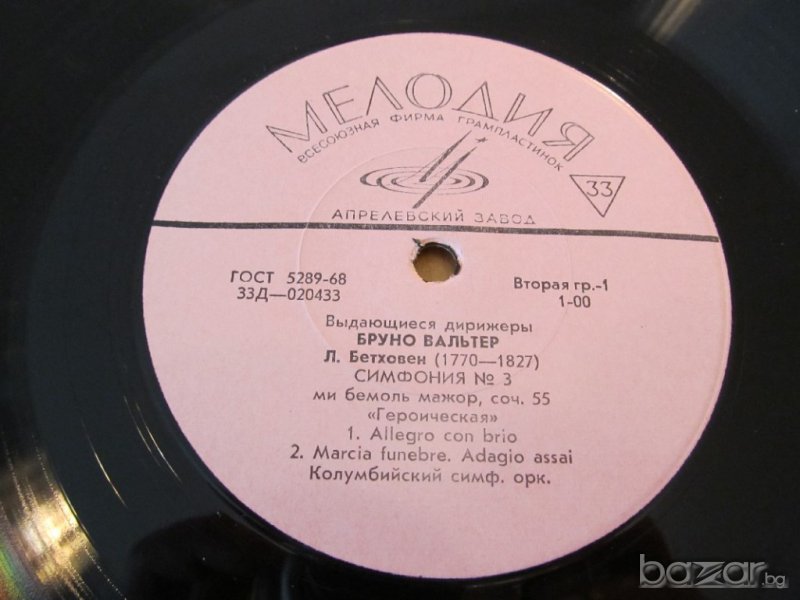 МЕЛОДИЯ
ВСЕСОЮЗНАЯ ФИРМА ГРАМПЛАСТИНОК
33
АПРЕЛЕВСКИЙ ЗАВОД
ГОСТ 5289-68
33Д—020433
Вторая гр.-1
1-00
Выдающиеся дирижеры
БРУНО ВАЛЬТЕР
Л. Бетховен (1770—1827)
СИМФОНИЯ № 3
ми бемоль мажор, соч. 55
«Героическая»
1. Allegro con brio
2. Marcia funebre. Adagio assai
Колумбийский симф. орк.
bazar.bg